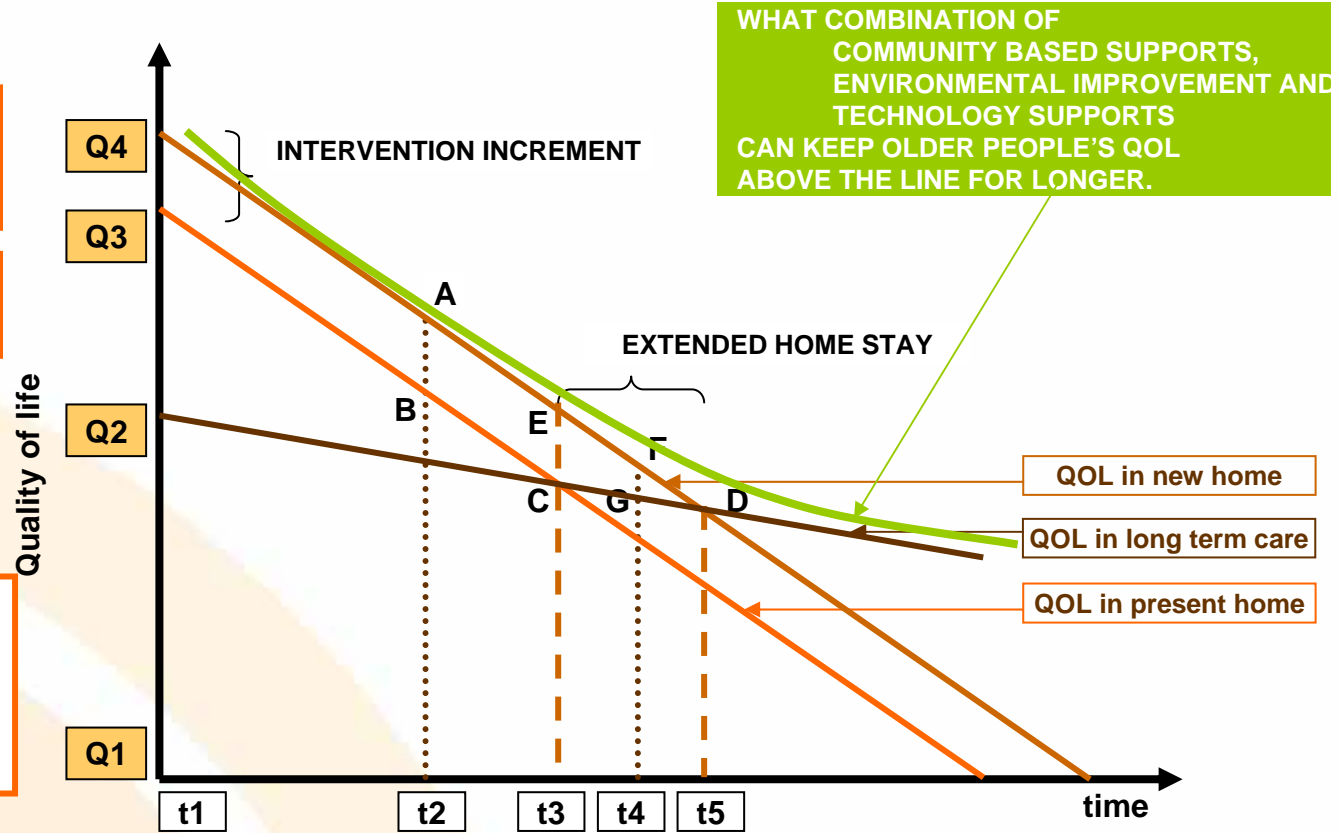 WHAT COMBINATION OF
COMMUNITY BASED SUPPORTS,
ENVIRONMENTAL IMPROVEMENT AND
TECHNOLOGY SUPPORTS
CAN KEEP OLDER PEOPLE'S QOL
ABOVE THE LINE FOR LONGER.
Q4
INTERVENTION INCREMENT
Q3
A
EXTENDED HOME STAY
Quality of life
B
E
Q2
QOL in new home
C
G
D
QOL in long term care
QOL in present home
Q1
t1
t2
t3
t4
t5
time